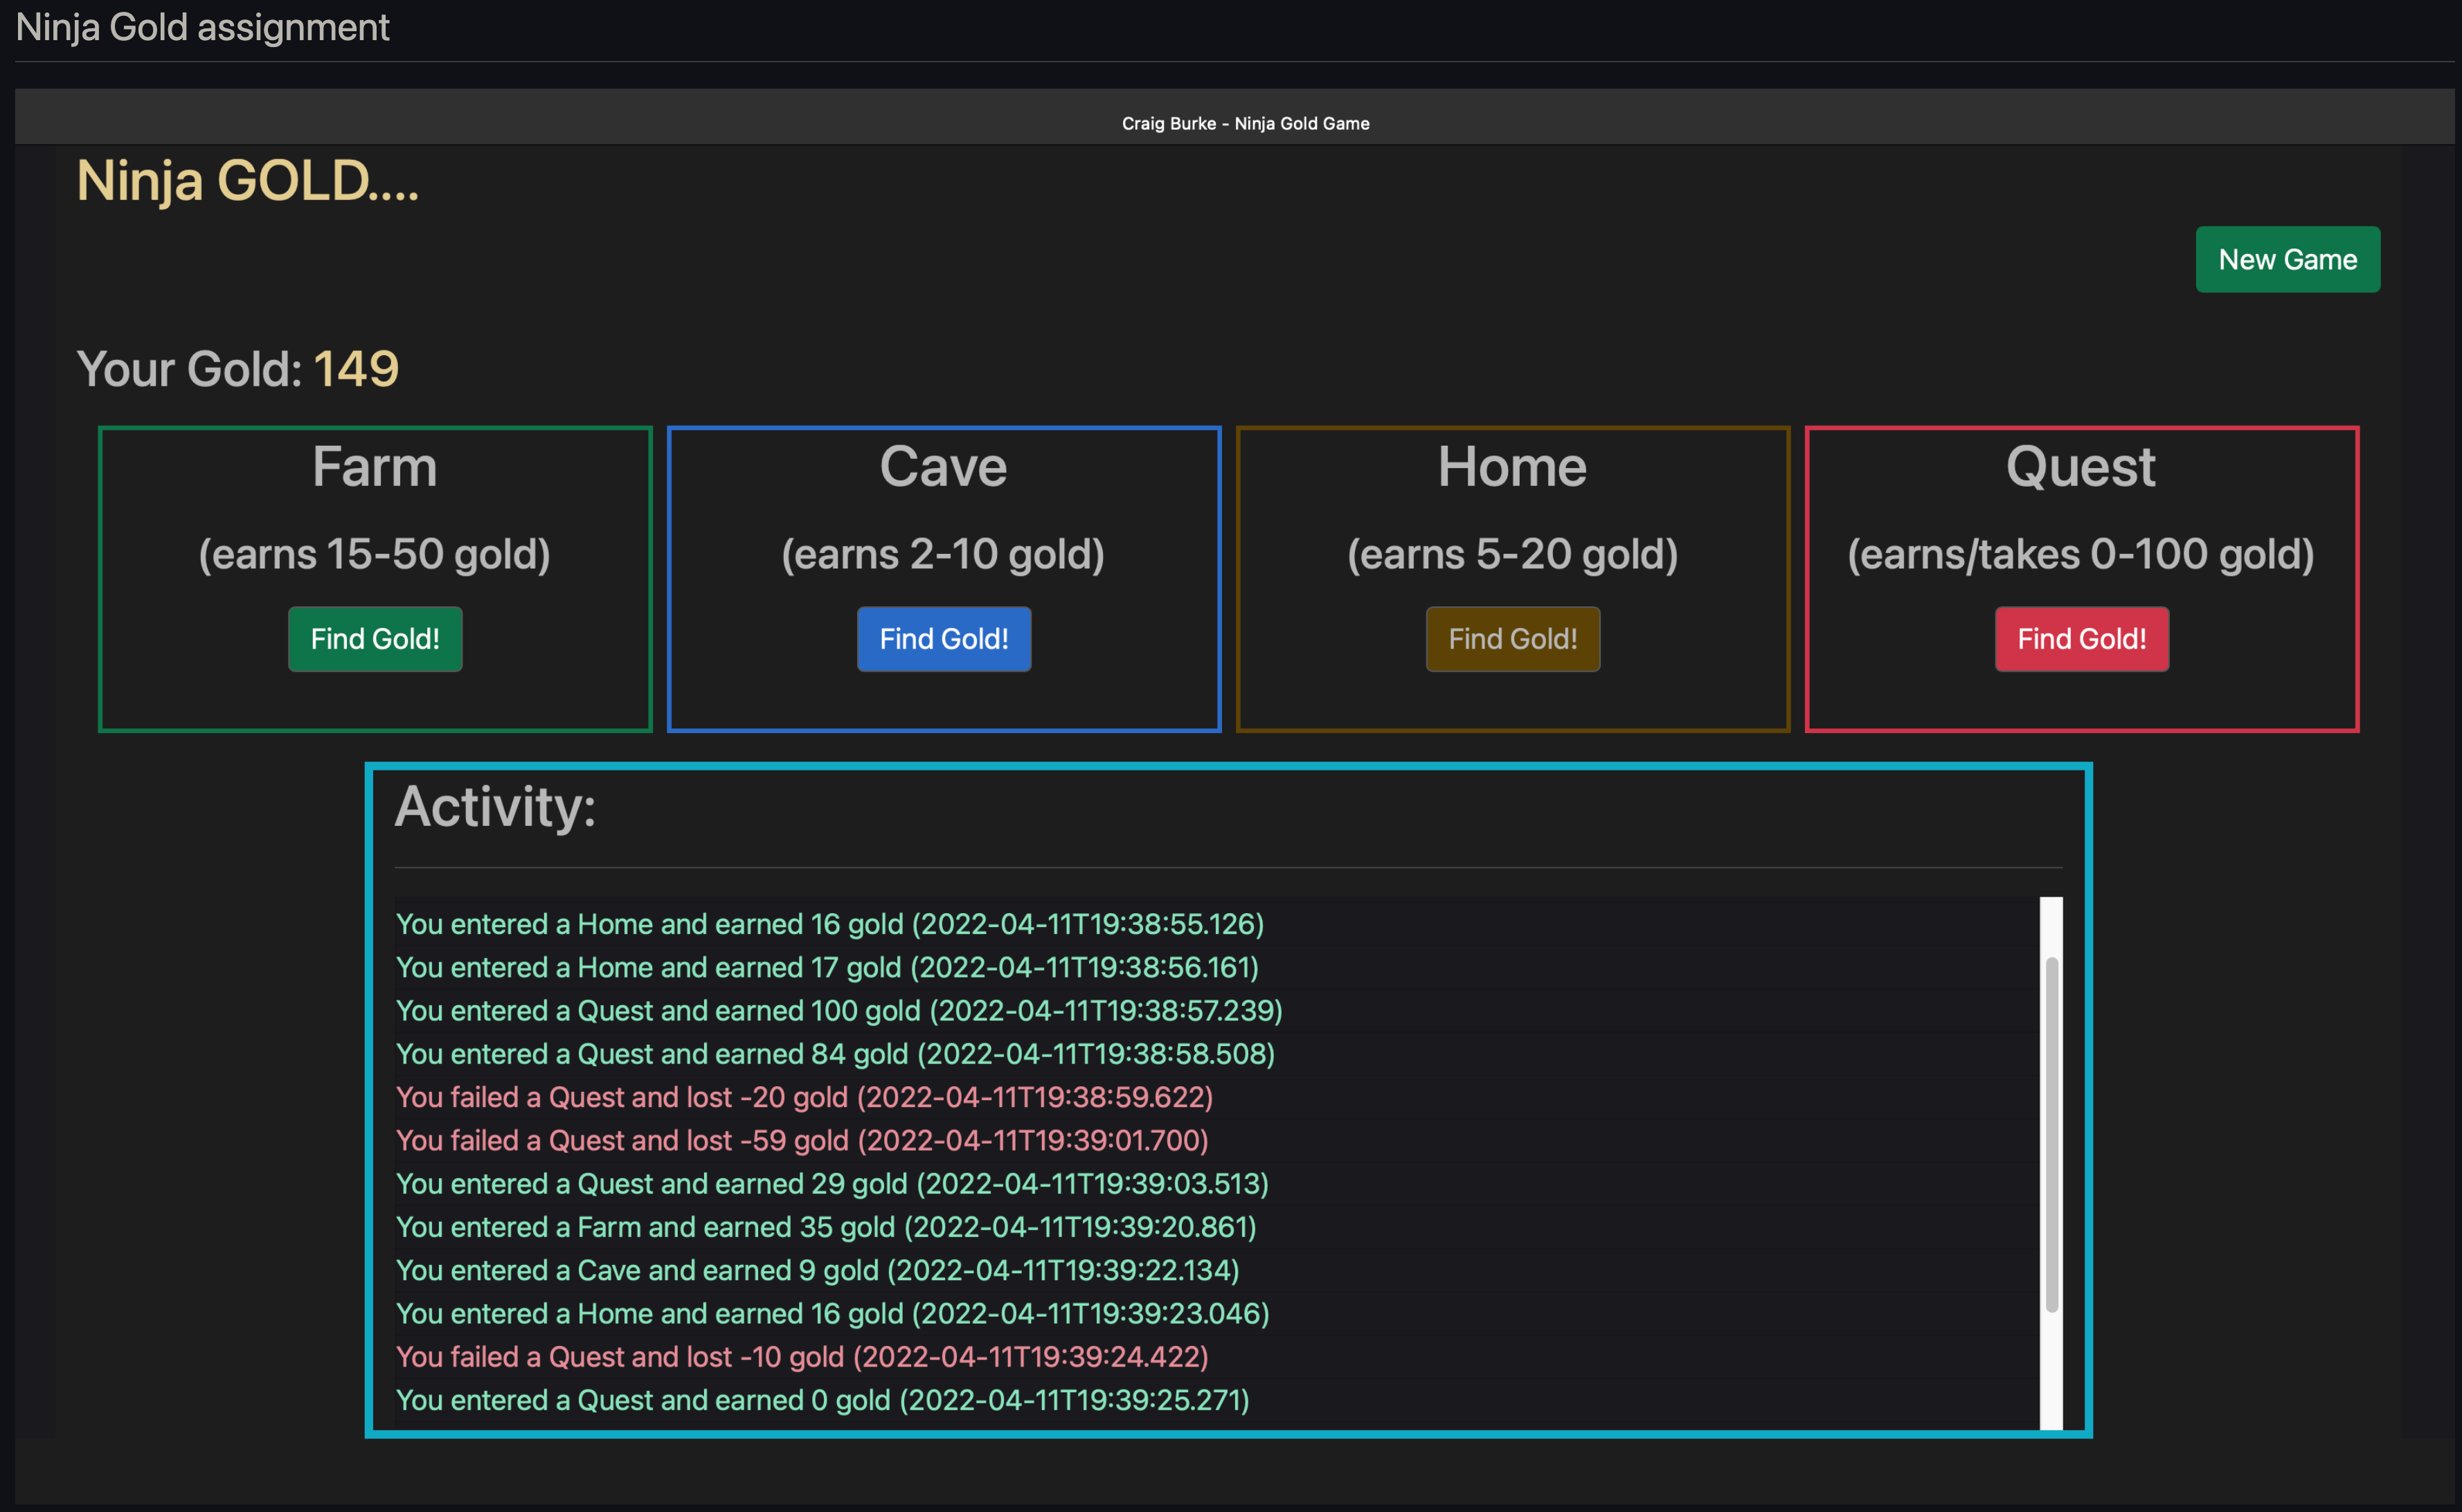 Ninja Gold assignment
Craig Burke - Ninja Gold Game
Ninja GOLD....
New Game
Your Gold: 149
Farm
(earns 15-50 gold)
Find Gold!
Cave
(earns 2-10 gold)
Find Gold!
Home
(earns 5-20 gold)
Find Gold!
Quest
(earns/takes 0-100 gold)
Find Gold!
Activity:
You entered a Home and earned 16 gold (2022-04-11T19:38:55.126)
You entered a Home and earned 17 gold (2022-04-11T19:38:56.161)
You entered a Quest and earned 100 gold (2022-04-11T19:38:57.239)
You entered a Quest and earned 84 gold (2022-04-11T19:38:58.508)
You failed a Quest and lost -20 gold (2022-04-11T19:38:59.622)
You failed a Quest and lost -59 gold (2022-04-11T19:39:01.700)
You entered a Quest and earned 29 gold (2022-04-11T19:39:03.513)
You entered a Farm and earned 35 gold (2022-04-11T19:39:20.861)
You entered a Cave and earned 9 gold (2022-04-11T19:39:22.134)
You entered a Home and earned 16 gold (2022-04-11T19:39:23.046)
You failed a Quest and lost -10 gold (2022-04-11T19:39:24.422)
You entered a Quest and earned 0 gold (2022-04-11T19:39:25.271)